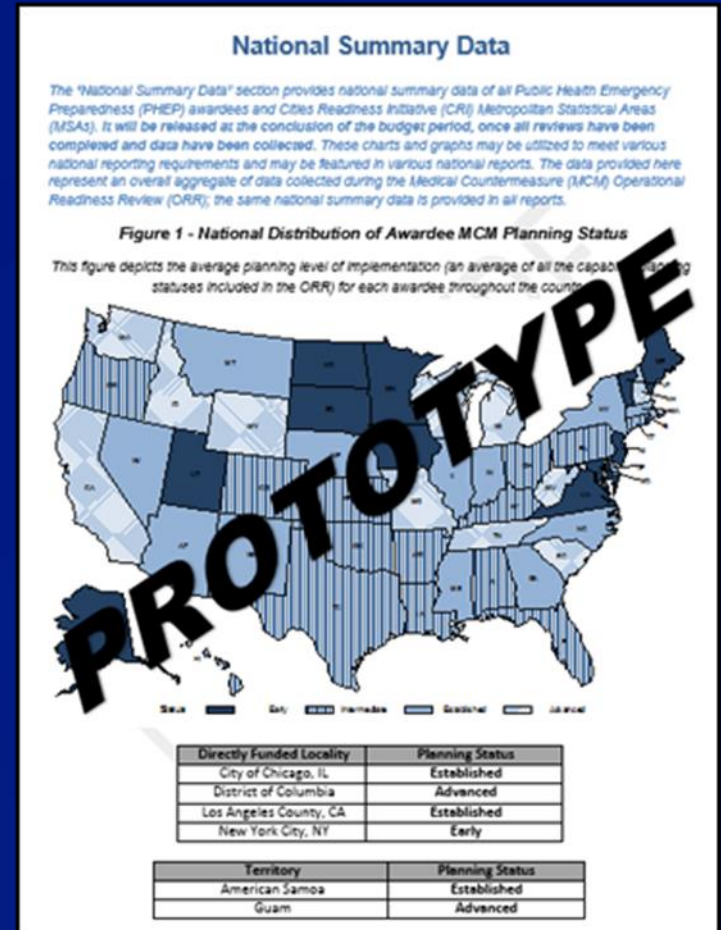 National Summary Data
The "National Summary Data" section provides national summary data of all Public Health Emergency
Preparedness (PHEP) awardees and Cities Readiness Initiative (CRI) Metropolitan Statistical Areas
(MSAs). It will be released at the conclusion of the budget period, once all reviews have been
completed and data have been collected. These charts and graphs may be utilized to meet various
national reporting requirements and may be featured in various national reports. The data provided here
represent an overall aggregate of data collected during the Medical Countermeasure (MCM) Operational
Readiness Review (ORR); the same national summary data is provided in all reports.
Figure 1 - National Distribution of Awardee MCM Planning Status
This figure depicts the average planning level of implementation (an average of all the
statuses included in the ORR) for each awardee throughout the
PROTOTYPE
Status Early Intermediate Established Advanced
Directly Funded Locality Planning Status
City of Chicago, IL Established
District of Columbia Advanced
Los Angeles County, CA Established
New York City, NY Early
Territory Planning Status
American Samoa Established
Guam Advanced